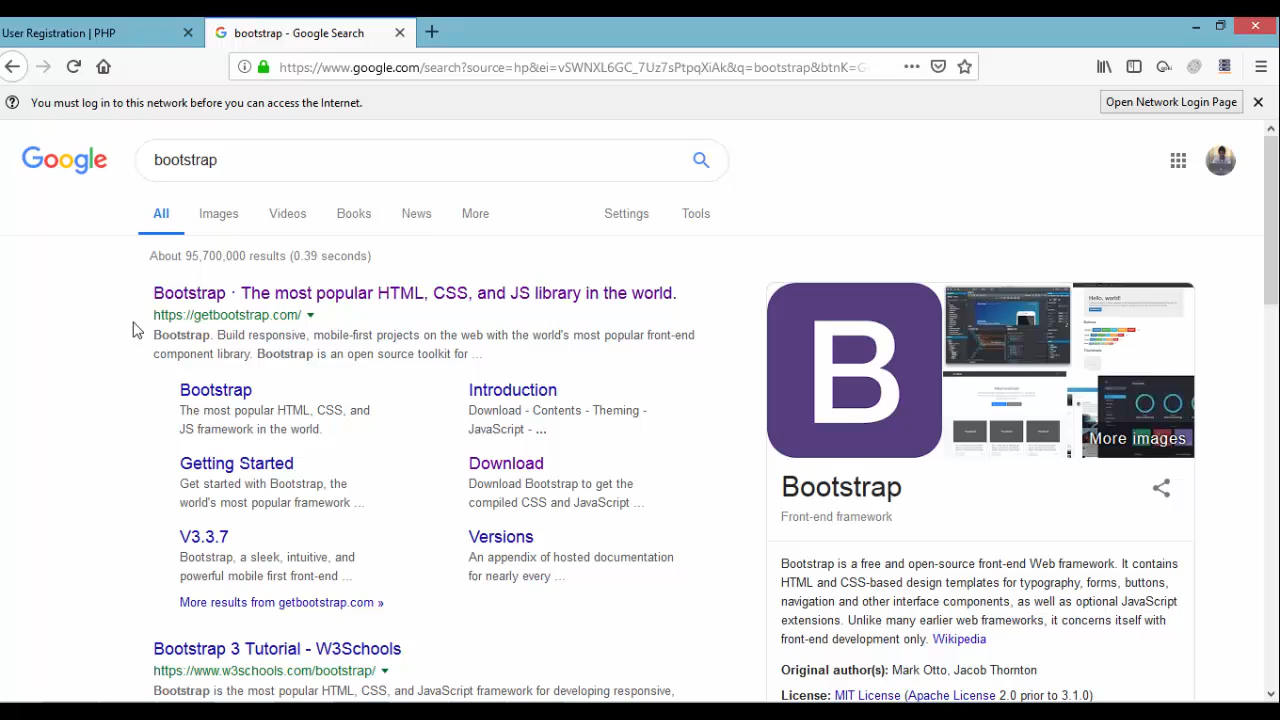 User Registration | PHP
bootstrap - Google Search
https://www.google.com/search?source=hp&ei=vSWNXL6GC_7Uz7sPtpqXiAk&q=bootstrap&btnK=G
You must log in to this network before you can access the Internet.
Open Network Login Page
Google
bootstrap
All Images Videos Books News More Settings Tools
About 95,700,000 results (0.39 seconds)
Bootstrap · The most popular HTML, CSS, and JS library in the world.
https://getbootstrap.com/
Bootstrap. Build responsive, mobile-first projects on the web with the world's most popular front-end
component library. Bootstrap is an open source toolkit for ...
Bootstrap
The most popular HTML, CSS, and
JS framework in the world.
Introduction
Download - Contents - Theming -
JavaScript - ...
Getting Started
Get started with Bootstrap, the
world's most popular framework ...
Download
Download Bootstrap to get the
compiled CSS and JavaScript ...
V3.3.7
Bootstrap, a sleek, intuitive, and
powerful mobile first front-end ...
Versions
An appendix of hosted documentation
for nearly every ...
More results from getbootstrap.com »
Bootstrap 3 Tutorial - W3Schools
https://www.w3schools.com/bootstrap/
Bootstrap is the most popular HTML, CSS, and JavaScript framework for developing responsive,
B
Hello, world!
More images
Bootstrap
Front-end framework
Bootstrap is a free and open-source front-end Web framework. It contains
HTML and CSS-based design templates for typography, forms, buttons,
navigation and other interface components, as well as optional JavaScript
extensions. Unlike many earlier web frameworks, it concerns itself with
front-end development only. Wikipedia
Original author(s): Mark Otto, Jacob Thornton
License: MIT License (Apache License 2.0 prior to 3.1.0)